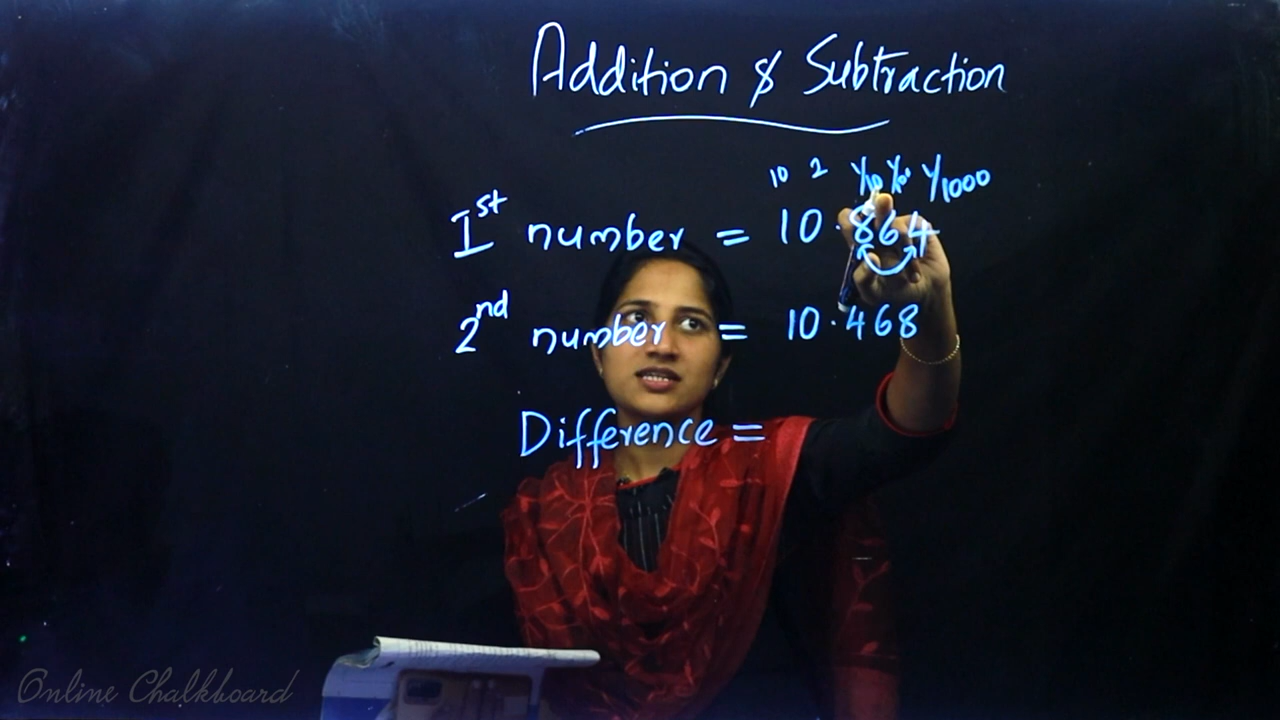 Addition & Subtraction
10 2 1/10 1/100 1/1000
Ist number = 10.864
2nd number = 10.468
Difference =
Online Chalkboard